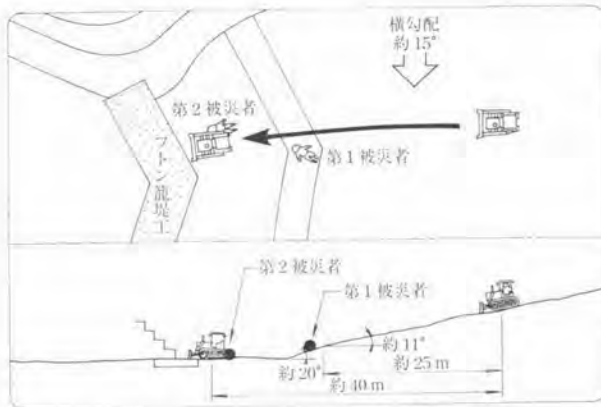 横勾配
約15°
第2被災者
第1被災者
フトン籠堤工
第2被災者
第1被災者
約11°
約20°
約25m
約40m